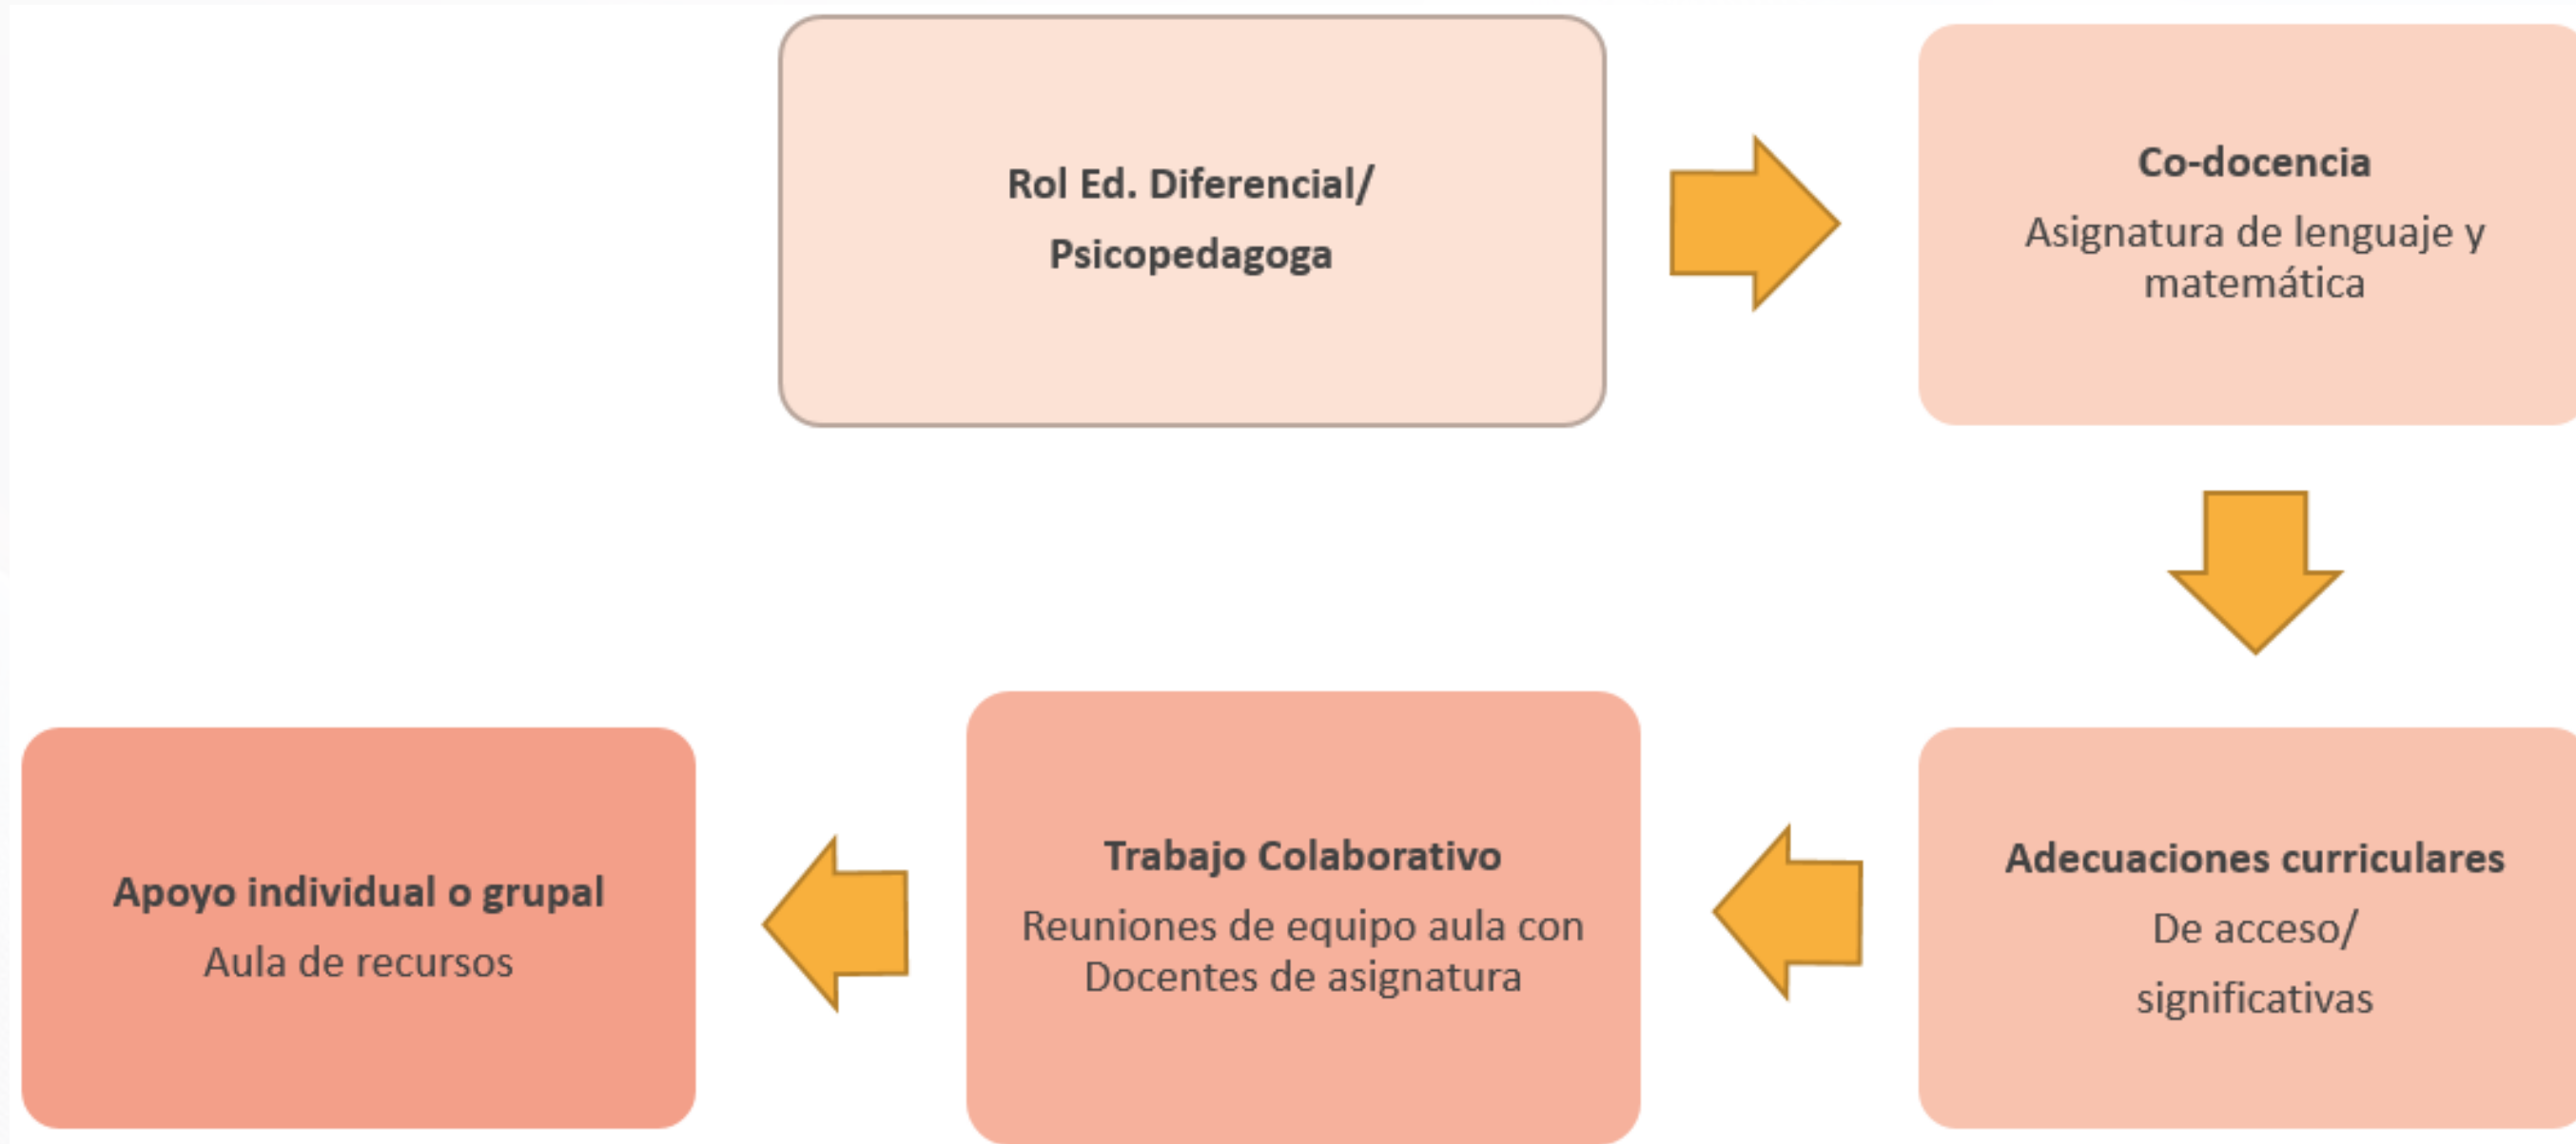 Rol Ed. Diferencial/
Psicopedagoga
Co-docencia
Asignatura de lenguaje y
matemática
Adecuaciones curriculares
De acceso/
significativas
Trabajo Colaborativo
Reuniones de equipo aula con
Docentes de asignatura
Apoyo individual o grupal
Aula de recursos